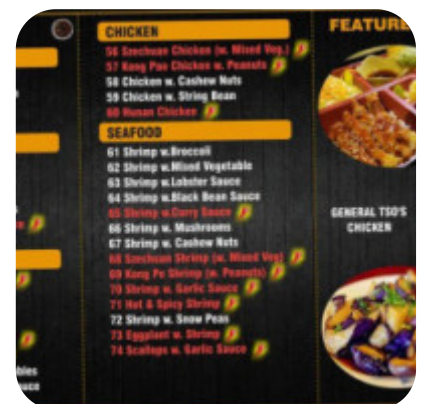 CHICKEN
56 Szechuan Chicken (w. Mixed Veg.)
57 Kung Pao Chicken w. Peanuts
58 Chicken w. Cashew Nuts
59 Chicken w. String Bean
60 Hunan Chicken
SEAFOOD
61 Shrimp w.Broccoli
62 Shrimp w.Mixed Vegetable
63 Shrimp w.Lobster Sauce
64 Shrimp w.Black Bean Sauce
65 Shrimp w.Curry Sauce
66 Shrimp w. Mushrooms
67 Shrimp w. Cashew Nuts
68 Szechuan Shrimp (w. Mixed Veg)
69 Kung Po Shrimp (w. Peanuts)
70 Shrimp w. Garlic Sauce
71 Hot & Spicy Shrimp
72 Shrimp w. Snow Peas
73 Eggplant w. Shrimp
74 Scallops w. Garlic Sauce
FEATURE
GENERAL TSO'S
CHICKEN